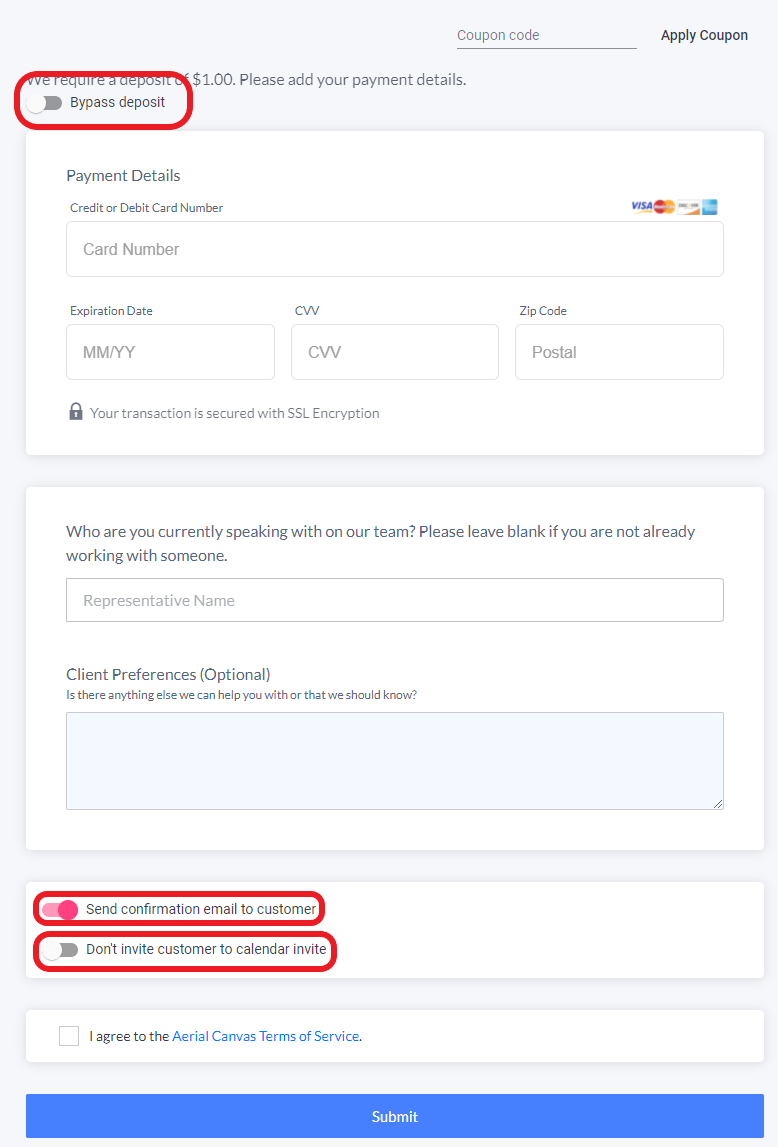 Coupon code
Apply Coupon
We require a deposit of $1.00. Please add your payment details.
Bypass deposit
Payment Details
Credit or Debit Card Number
VISA
Card Number
Expiration Date
CVV
Zip Code
MM/YY
CVV
Postal
Your transaction is secured with SSL Encryption
Who are you currently speaking with on our team? Please leave blank if you are not already
working with someone.
Representative Name
Client Preferences (Optional)
Is there anything else we can help you with or that we should know?
Send confirmation email to customer
Don't invite customer to calendar invite
I agree to the Aerial Canvas Terms of Service.
Submit